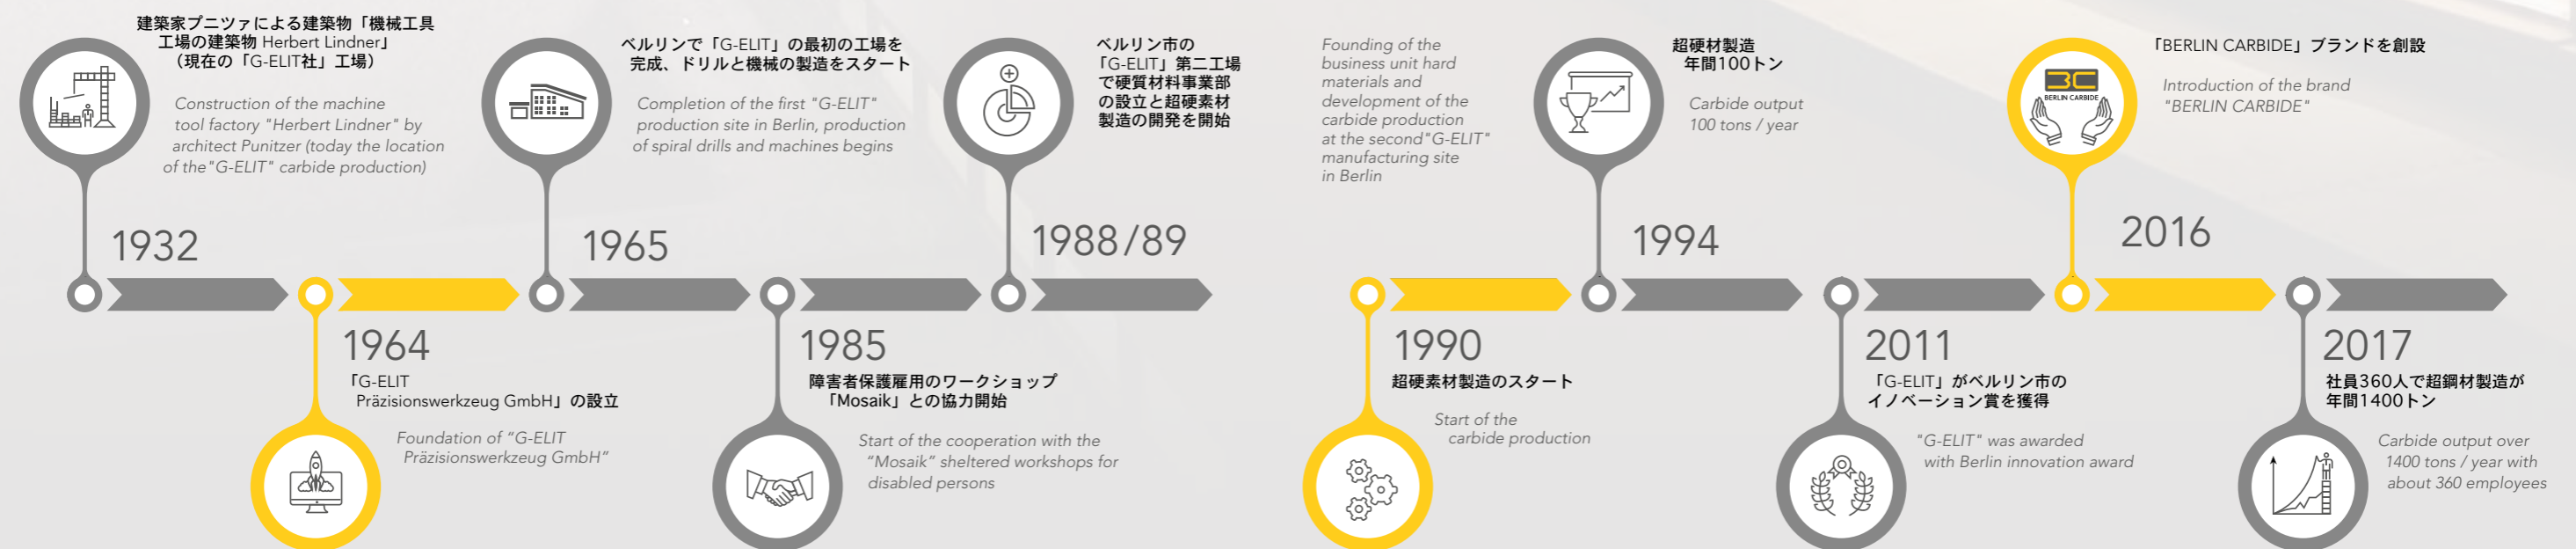 建築家プニツァによる建築物「機械工具
工場の建築物 Herbert Lindner」
（現在の「G-ELIT社」工場）
Construction of the machine
tool factory "Herbert Lindner" by
architect Punitzer (today the location
of the"G-ELIT" carbide production)
1932
1964
「G-ELIT
Präzisionswerkzeug GmbH」の設立
Foundation of “G-ELIT
Präzisionswerkzeug GmbH”
ベルリンで「G-ELIT」の最初の工場を
完成、ドリルと機械の製造をスタート
Completion of the first "G-ELIT"
production site in Berlin, production
of spiral drills and machines begins
1965
1985
障害者保護雇用のワークショップ
「Mosaik」との協力開始
Start of the cooperation with the
“Mosaik” sheltered workshops for
disabled persons
ベルリン市の
「G-ELIT」第二工場
で硬質材料事業部
の設立と超硬素材
製造の開発を開始
Founding of the
business unit hard
materials and
development of the
carbide production
at the second"G-ELIT"
manufacturing site
in Berlin
1988/89
1990
超硬素材製造のスタート
Start of the
carbide production
超硬材製造
年間100トン
Carbide output
100 tons / year
1994
2011
「G-ELIT」がベルリン市の
イノベーション賞を獲得
"G-ELIT" was awarded
with Berlin innovation award
BC
BERLIN CARBIDE
「BERLIN CARBIDE」ブランドを創設
Introduction of the brand
"BERLIN CARBIDE"
2016
2017
社員360人で超鋼材製造が
年間1400トン
Carbide output over
1400 tons / year with
about 360 employees